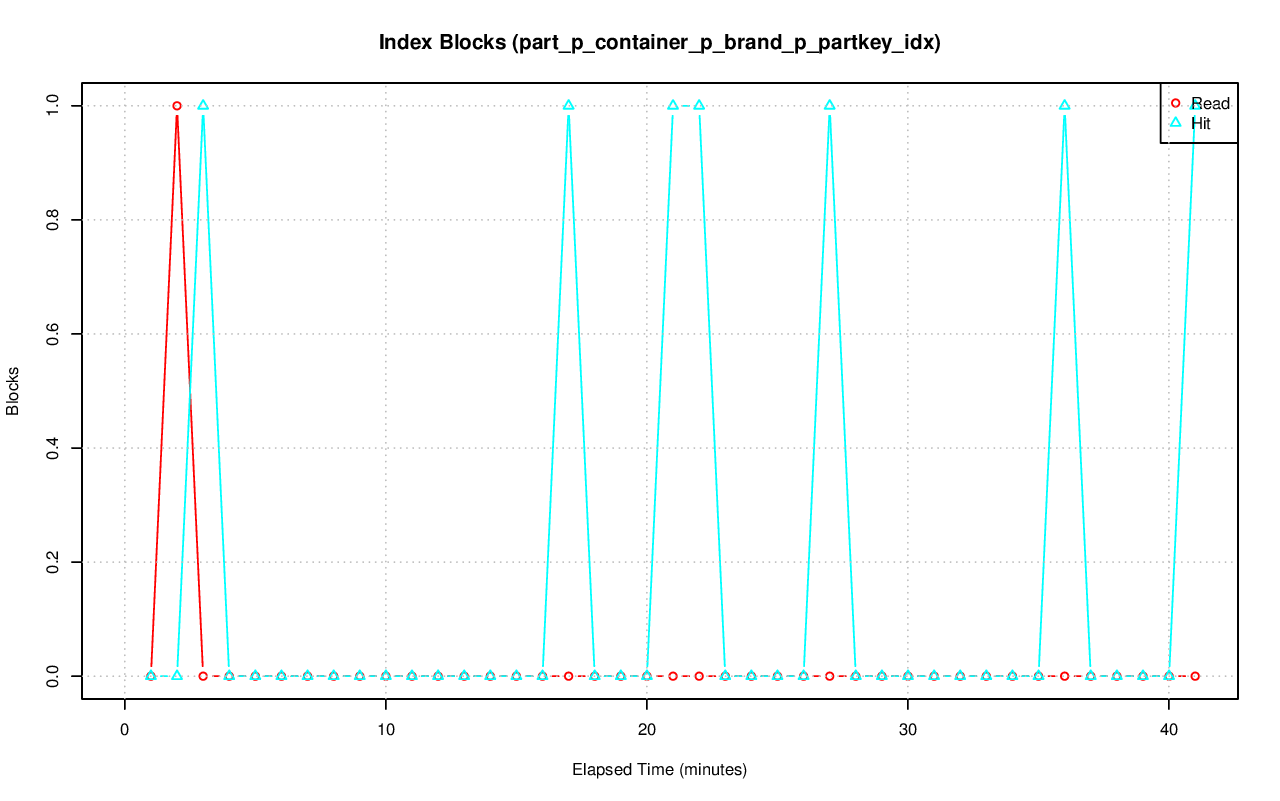 Index Blocks (part_p_container_p_brand_p_partkey_idx)
Read
Hit
Blocks
1.0
0.8
0.6
0.4
0.2
0.0
0 10 20 30 40
Elapsed Time (minutes)